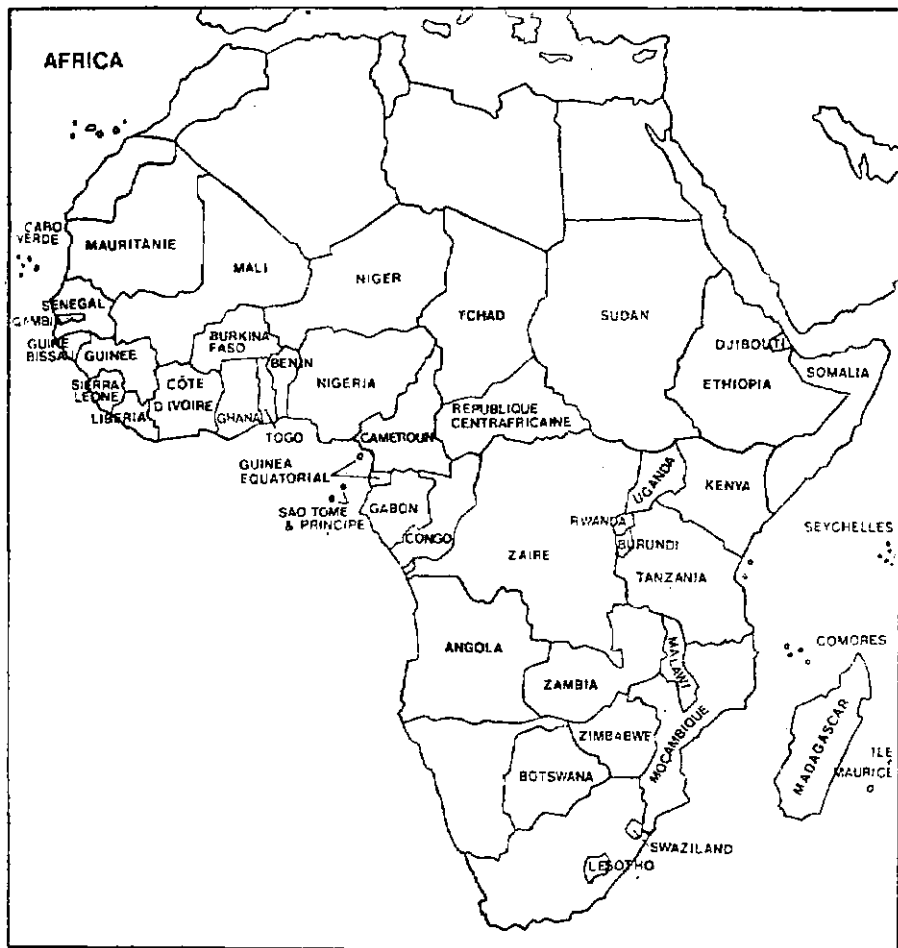 AFRICA
CABO
VERDE
MAURITANIE
MALI
NIGER
TCHAD
SUDAN
SENEGAL
GAMBI
GUINE
BISSAU
GUINEE
BURKINA
FASO
BENIN
NIGERIA
DJIBOUTI
ETHIOPIA
SOMALIA
SIERRA
LEONE
CÔTE
D'IVOIRE
LIBERIA
GHANA
TOGO
CAMEROUN
REPUBLIQUE
CENTRAFRICAINE
GUINEA
EQUATORIAL
SAO TOME
& PRINCIPE
GABON
CONGO
ZAIRE
UGANDA
KENYA
RWANDA
BURUNDI
TANZANIA
SEYCHELLES
COMORES
ANGOLA
ZAMBIA
MALAWI
MOÇAMBIQUE
ZIMBABWE
BOTSWANA
MADAGASCAR
ILE
MAURICE
SWAZILAND
LESOTHO